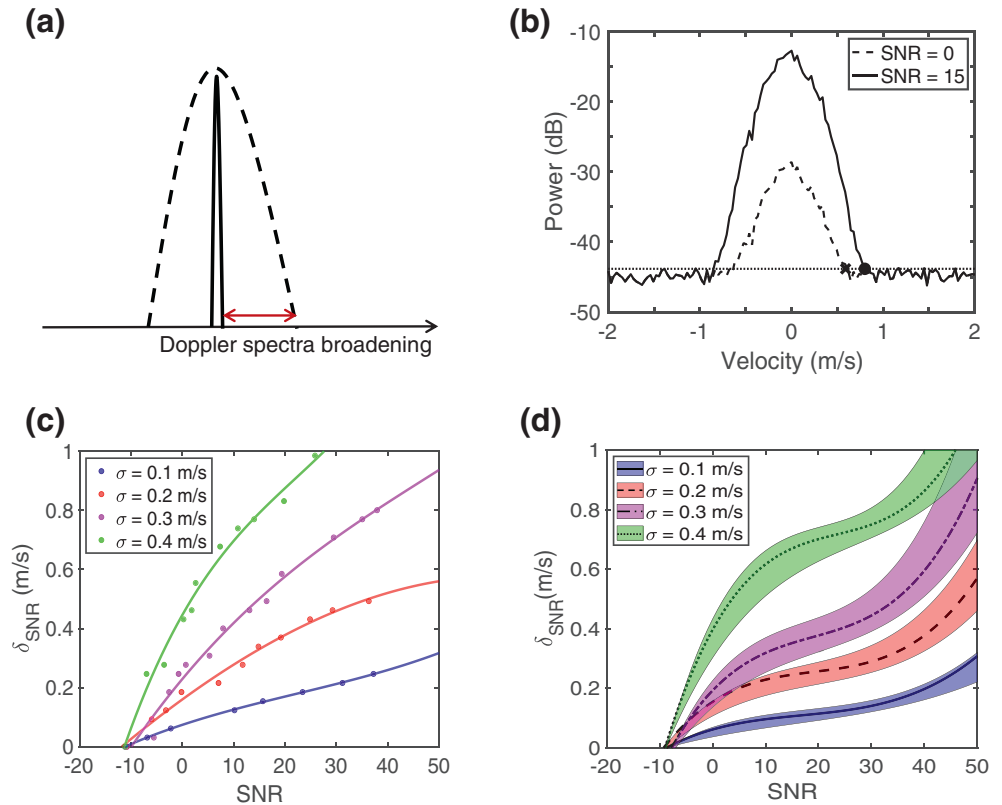 (a)
Doppler spectra broadening
(b)
Power (dB)
-10
-20
-30
-40
-50
SNR = 0
SNR = 15
-2
-1
0
1
2
Velocity (m/s)
(c)
δSNR (m/s)
1
0.8
0.6
0.4
0.2
0
σ = 0.1 m/s
σ = 0.2 m/s
σ = 0.3 m/s
σ = 0.4 m/s
-20
-10
0
10
20
30
40
50
SNR
(d)
δSNR(m/s)
1
0.8
0.6
0.4
0.2
0
σ = 0.1 m/s
σ = 0.2 m/s
σ = 0.3 m/s
σ = 0.4 m/s
-20
-10
0
10
20
30
40
50
SNR